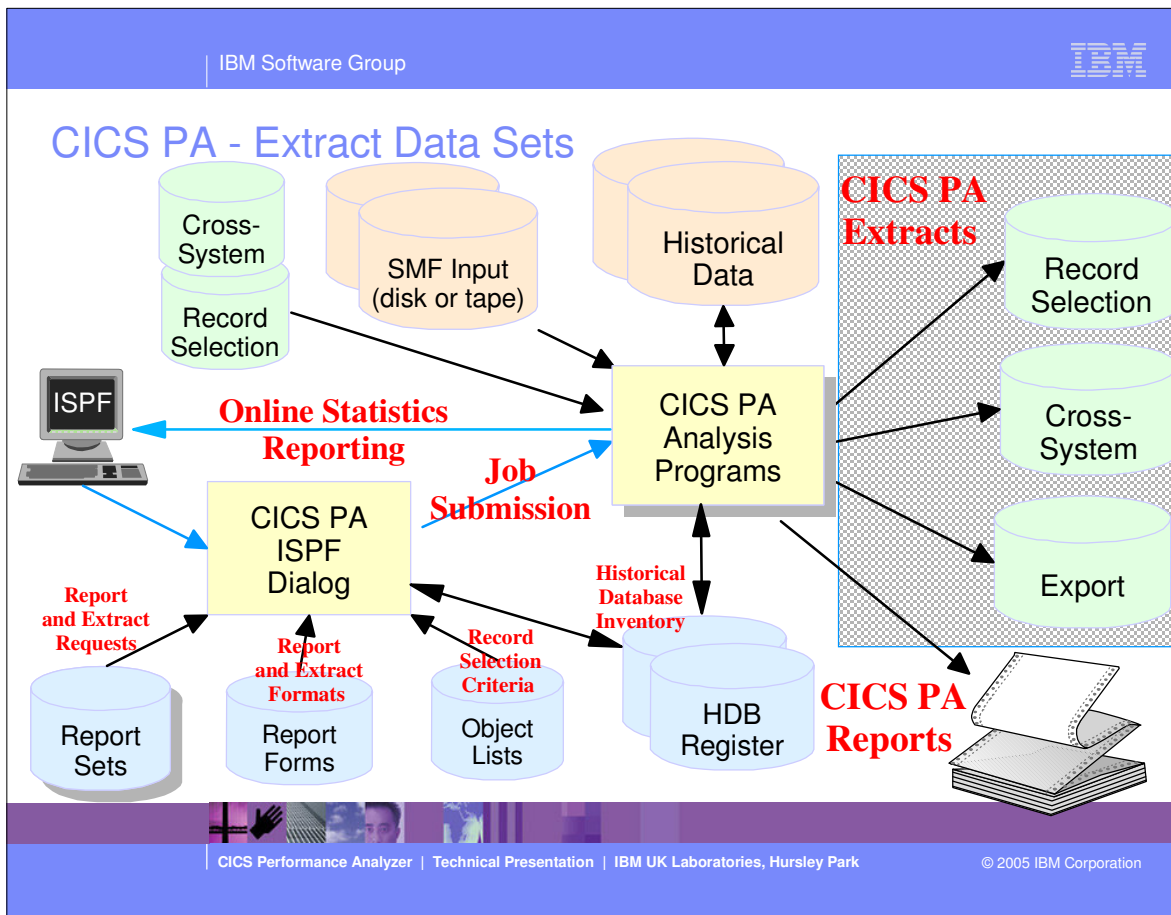 IBM Software Group
IBM
CICS PA - Extract Data Sets
Cross-
System
Record
Selection
SMF Input
(disk or tape)
Historical
Data
CICS PA
Extracts
Record
Selection
Cross-
System
Export
ISPF
Online Statistics
Reporting
Job
Submission
CICS PA
Analysis
Programs
CICS PA
ISPF
Dialog
Report
and Extract
Requests
Report
and Extract
Formats
Record
Selection
Criteria
Historical
Database
Inventory
Report
Sets
Report
Forms
Object
Lists
HDB
Register
CICS PA
Reports
CICS Performance Analyzer | Technical Presentation | IBM UK Laboratories, Hursley Park
© 2005 IBM Corporation